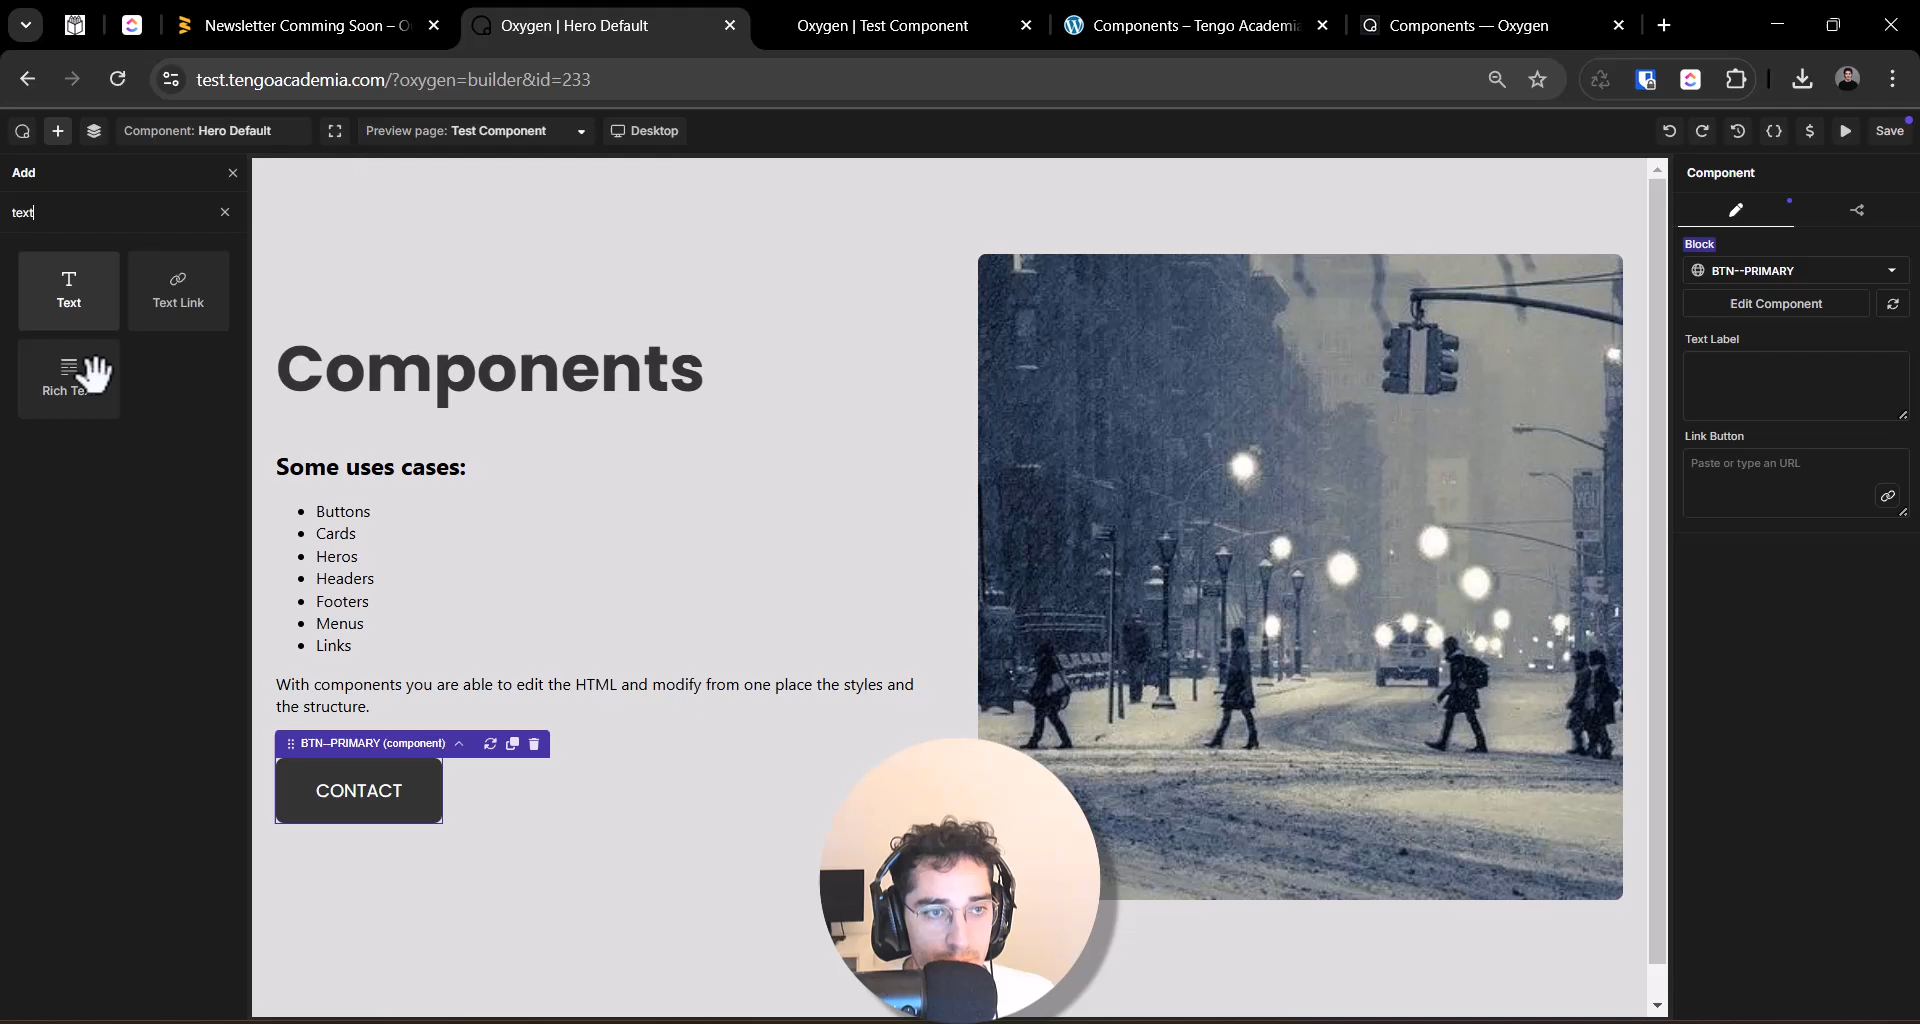 Newsletter Comming Soon – O
Oxygen | Hero Default
Oxygen | Test Component
Components – Tengo Academia
Components — Oxygen
test.tengoacademia.com/?oxygen=builder&id=233
Component: Hero Default
Preview page: Test Component
Desktop
Save
Add
text
Text
Text Link
Rich Te
Components
Some uses cases:
Buttons
Cards
Heros
Headers
Footers
Menus
Links
With components you are able to edit the HTML and modify from one place the styles and
the structure.
BTN--PRIMARY (component)
CONTACT
Component
Block
BTN--PRIMARY
Edit Component
Text Label
Link Button
Paste or type an URL